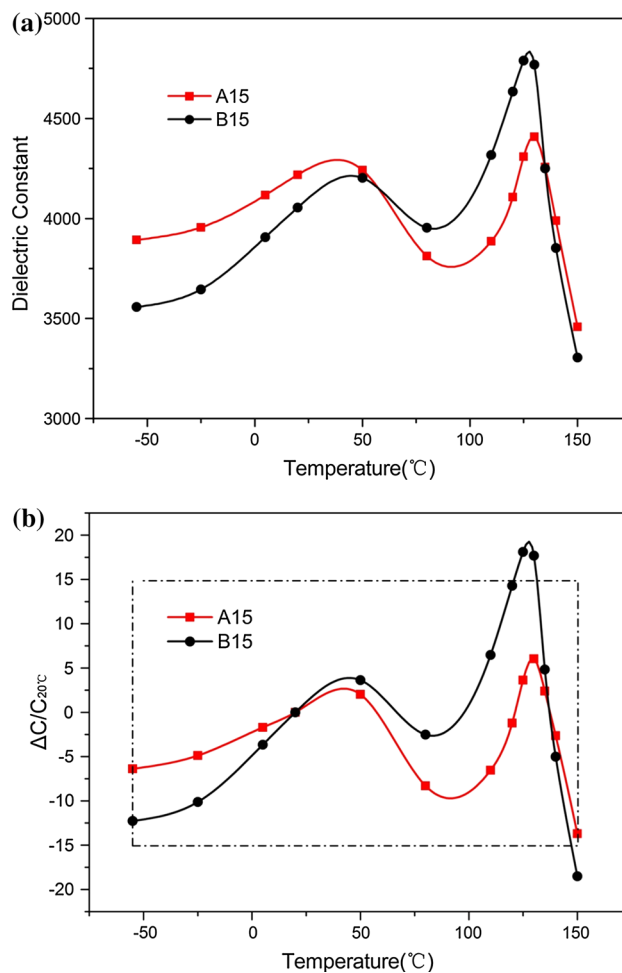 (a)
5000
4500
4000
3500
3000
Dielectric Constant
A15
B15
-50 0 50 100 150
Temperature(℃)
(b)
20
15
10
5
0
-5
-10
-15
-20
ΔC/C20℃
A15
B15
-50 0 50 100 150
Temperature(℃)